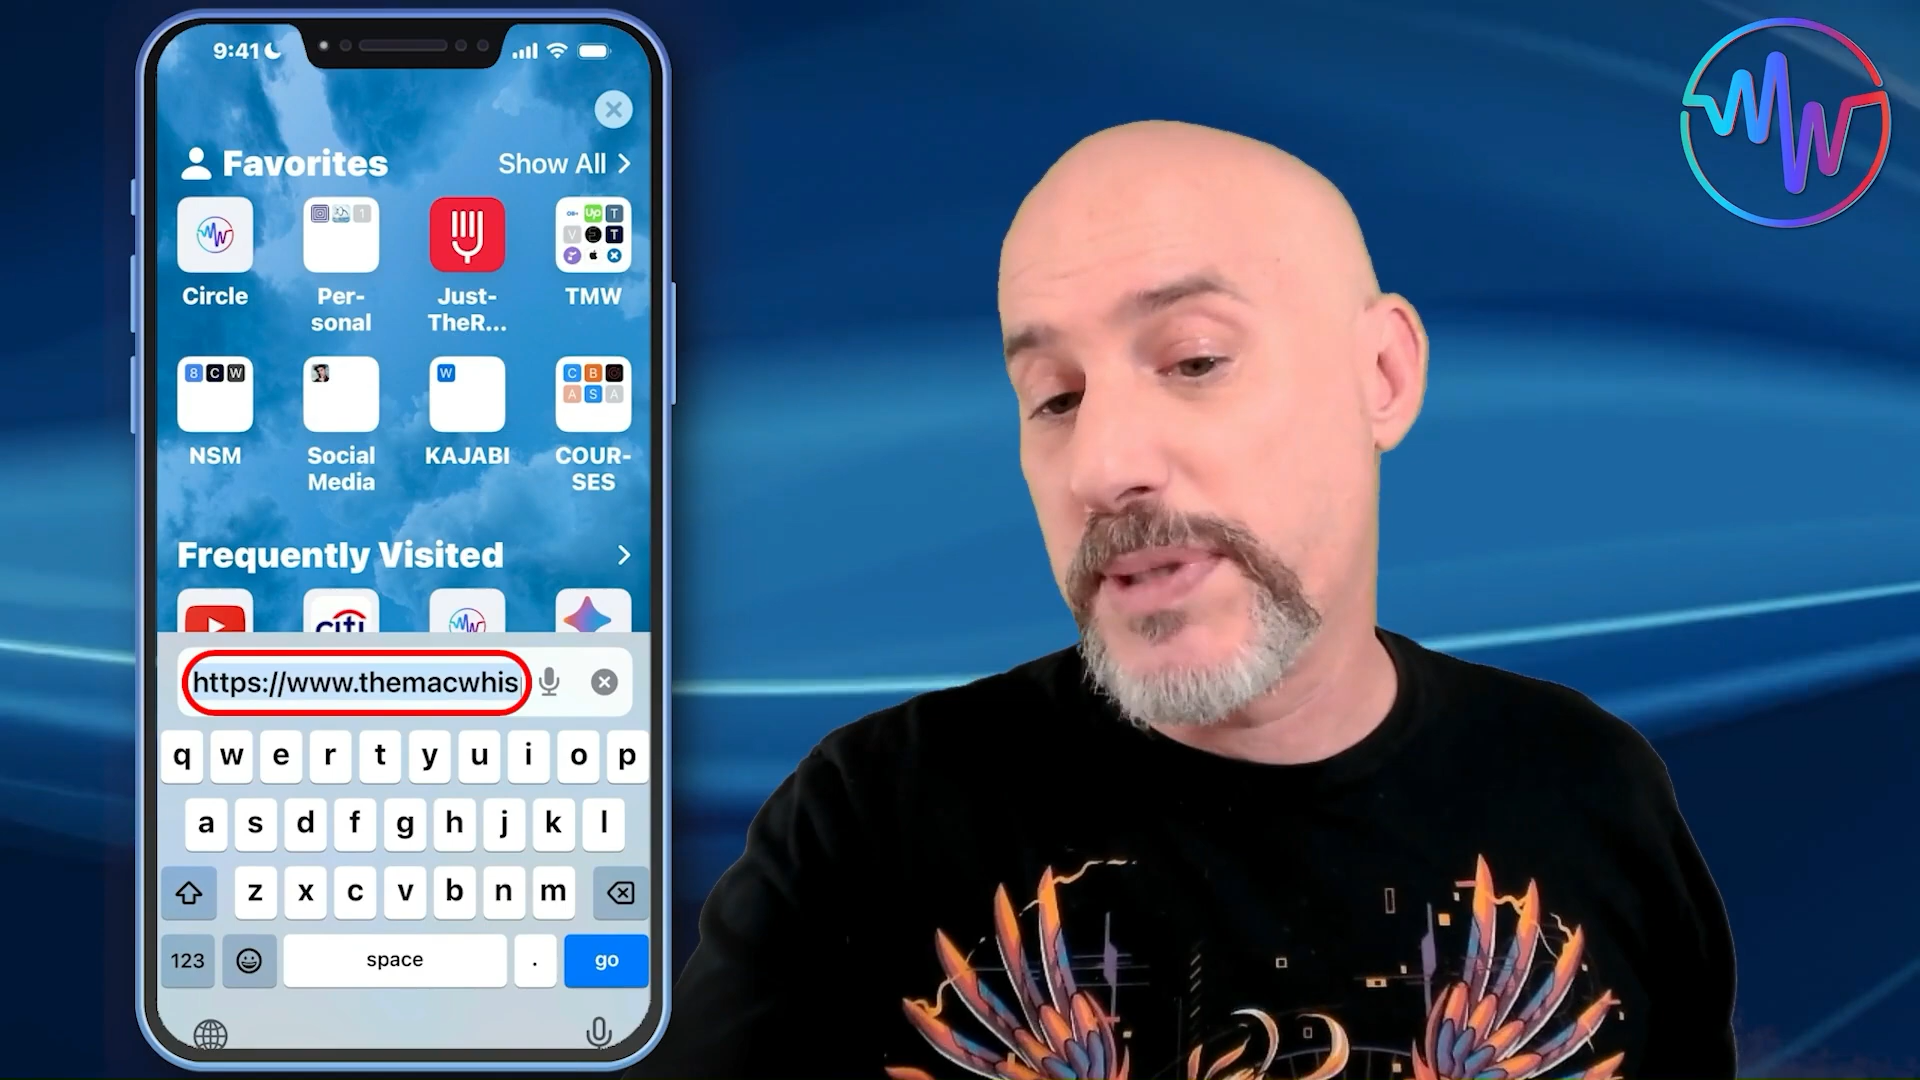 9:41
Favorites
Show All
Circle
Per-
sonal
Just-
TheR...
TMW
NSM
Social
Media
KAJABI
COUR-
SES
Frequently Visited
citi
https://www.themacwhis
q w e r t y u i o p
a s d f g h j k l
z x c v b n m
123
space
.
go